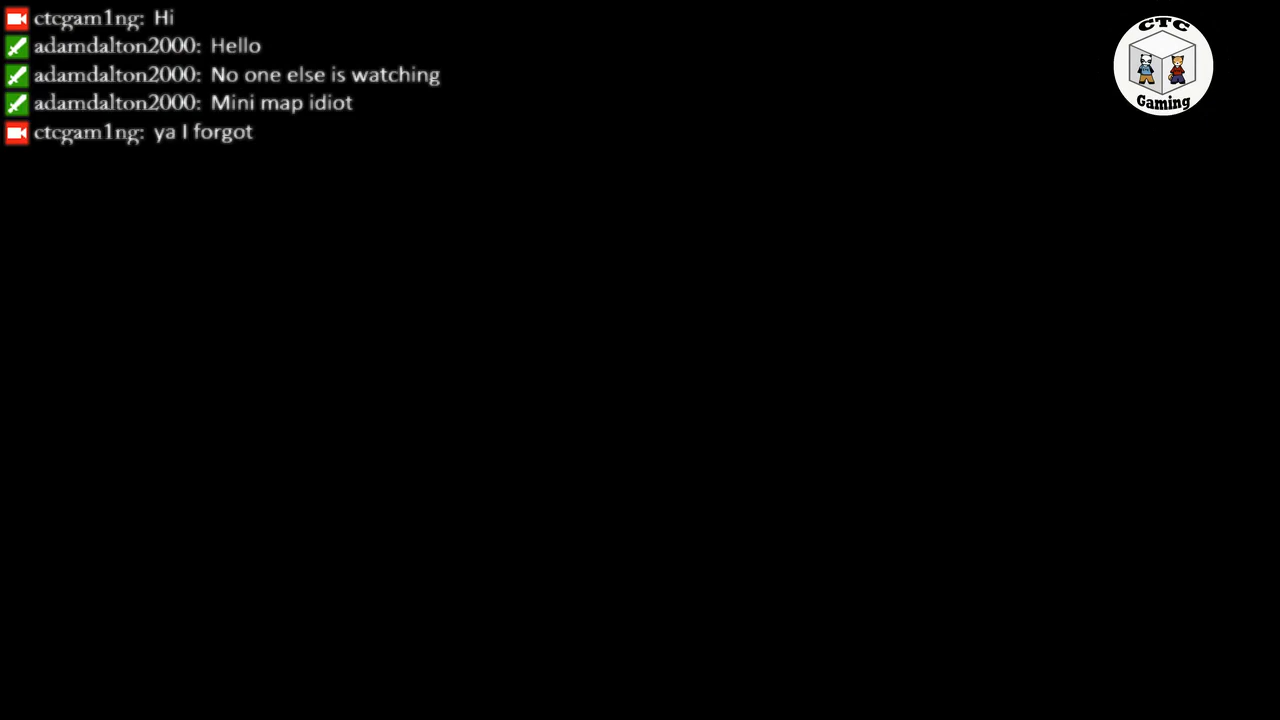 ctcgam1ng: Hi
adamdalton2000: Hello
adamdalton2000: No one else is watching
adamdalton2000: Mini map idiot
ctcgam1ng: ya I forgot
CTC
Gaming